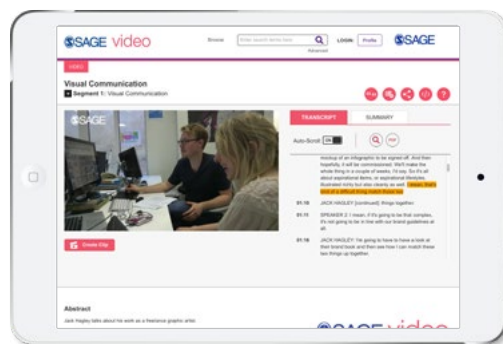 SAGE video
Browse
Enter search terms here
LOGIN:
Profile
SAGE
Advanced
VIDEO
Visual Communication
Segment 1: Visual Communication
SAGE
TRANSCRIPT
SUMMARY
Auto-Scroll
ON
PDF
mockup of an infographic to be signed off. And then
hopefully, it will be commissioned. We'll make the
whole thing in a couple of weeks, I'd say. So it's all
about aspirational items, or aspirational lifestyles,
illustrated richly but also cleanly as well. I mean, that's
kind of a difficult thing match those two
01:10
JACK HAGLEY [continued]: things together.
01:11
SPEAKER 2: I mean, if it's going to be that complex,
it's not going to be in line with our brand guidelines at
all.
01:16
JACK HAGLEY: I'm going to have to have a look at
their brand book and then see how I can match these
two things up together.
Create Clip
Abstract
Jack Hagley talks about his work as a freelance graphic artist.
SAGE video